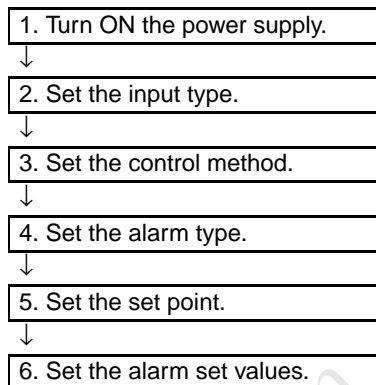 1. Turn ON the power supply.
↓
2. Set the input type.
↓
3. Set the control method.
↓
4. Set the alarm type.
↓
5. Set the set point.
↓
6. Set the alarm set values.